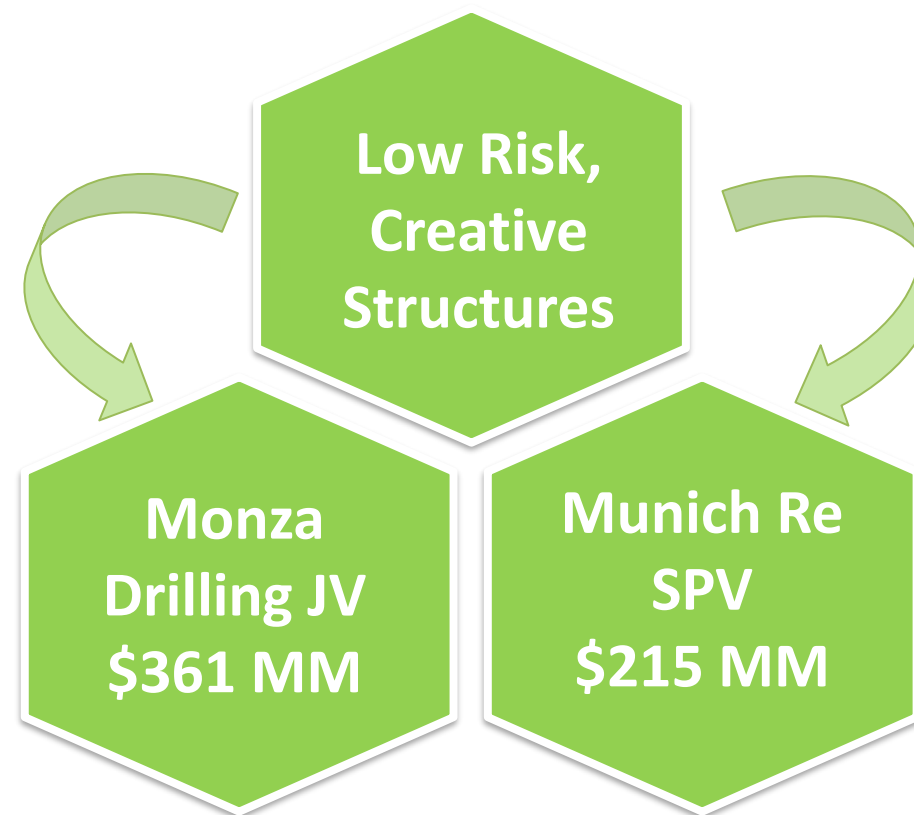 Low Risk,
Creative
Structures
Monza
Drilling JV
$361 MM
Munich Re
SPV
$215 MM